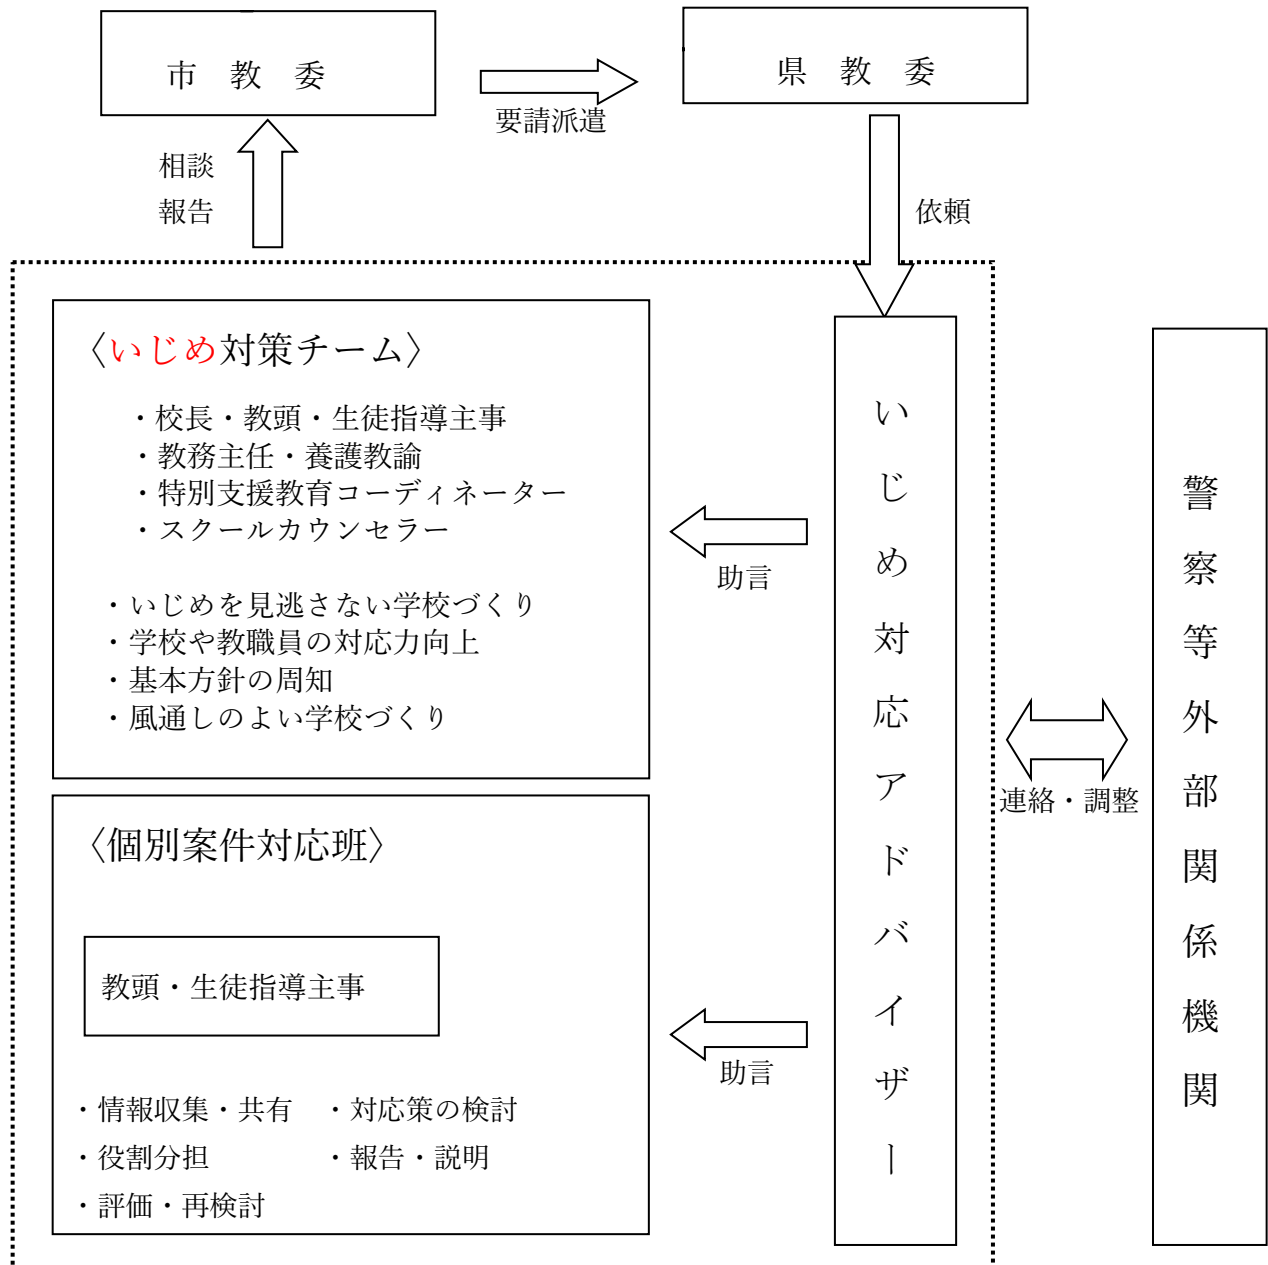 市　教　委
県　教　委
要請派遣
相談
報告
依頼
〈いじめ対策チーム〉
・校長・教頭・生徒指導主事
・教務主任・養護教諭
・特別支援教育コーディネーター
・スクールカウンセラー
・いじめを見逃さない学校づくり
・学校や教職員の対応力向上
・基本方針の周知
・風通しのよい学校づくり
助言
いじめ対応アドバイザー
連絡・調整
警察等外部関係機関
〈個別案件対応班〉
教頭・生徒指導主事
助言
・情報収集・共有　・対応策の検討
・役割分担　・報告・説明
・評価・再検討